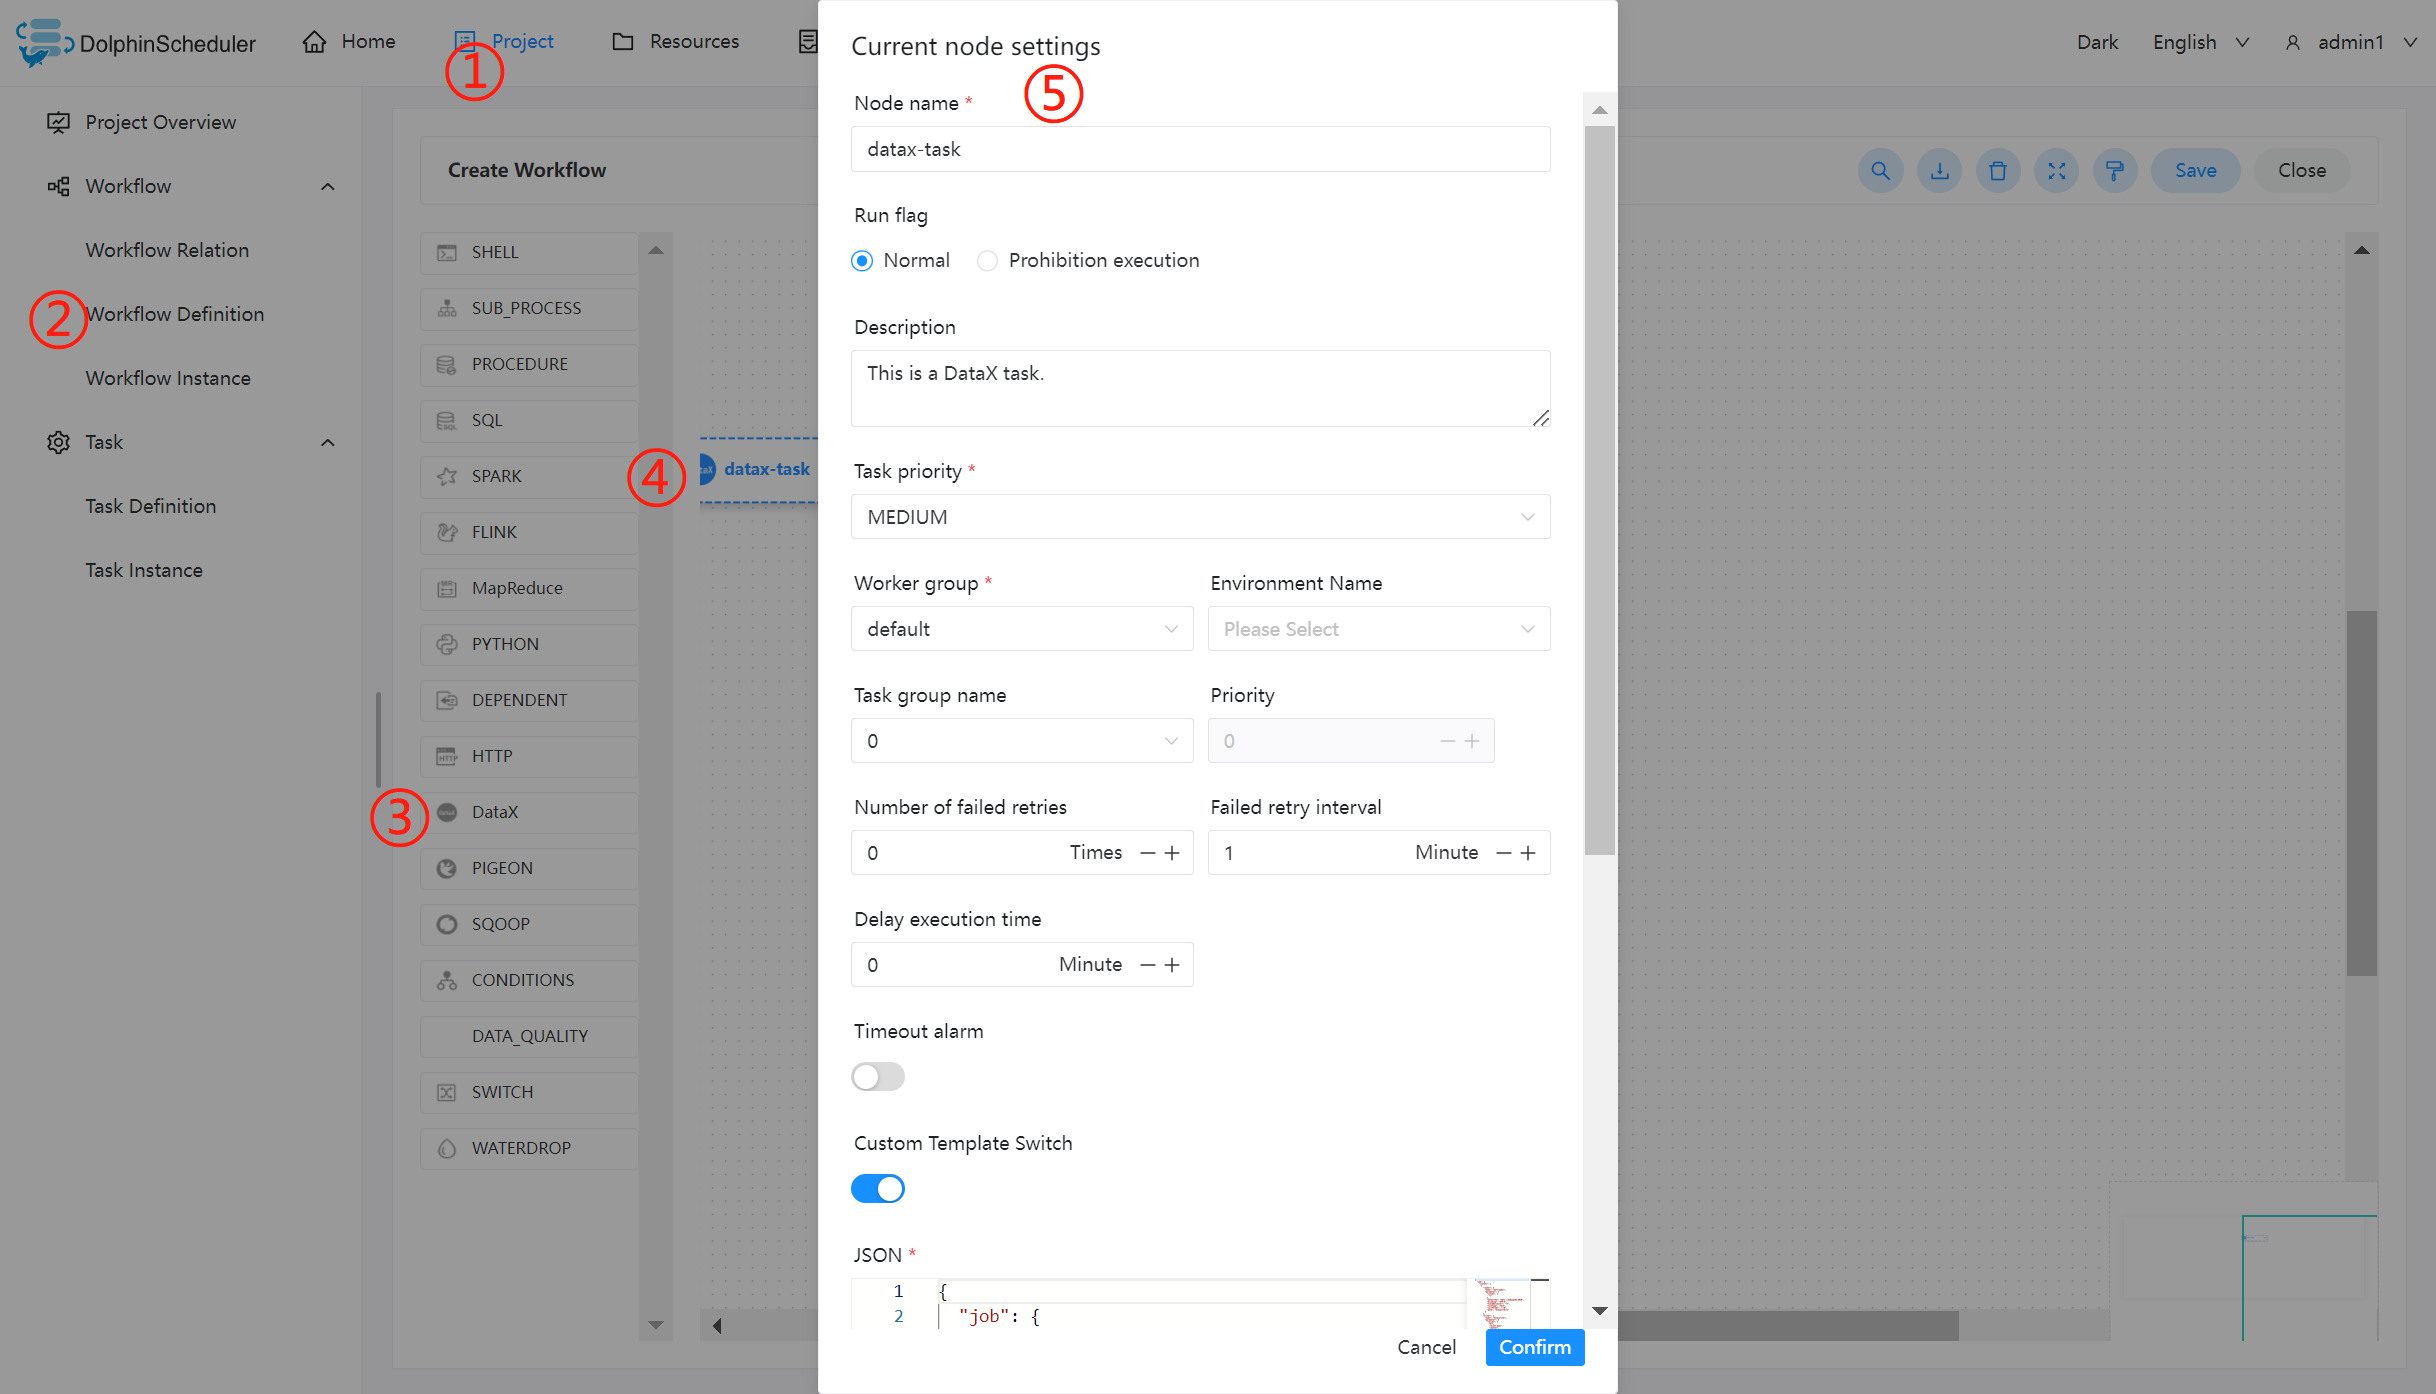 DolphinScheduler
Home
Project
Resources
Dark
English
admin1
①
Project Overview
Workflow
Workflow Relation
② Workflow Definition
Workflow Instance
Task
Task Definition
Task Instance
Create Workflow
Save
Close
SHELL
SUB_PROCESS
PROCEDURE
SQL
SPARK
FLINK
MapReduce
PYTHON
DEPENDENT
HTTP
③ DataX
PIGEON
SQOOP
CONDITIONS
DATA_QUALITY
SWITCH
WATERDROP
④ datax-task
Current node settings
⑤
Node name *
datax-task
Run flag
Normal Prohibition execution
Description
This is a DataX task.
Task priority *
MEDIUM
Worker group * Environment Name
default Please Select
Task group name Priority
0 0
Number of failed retries Failed retry interval
0 Times 1 Minute
Delay execution time
0 Minute
Timeout alarm
Custom Template Switch
JSON *
1 {
2 "job": {
Cancel Confirm